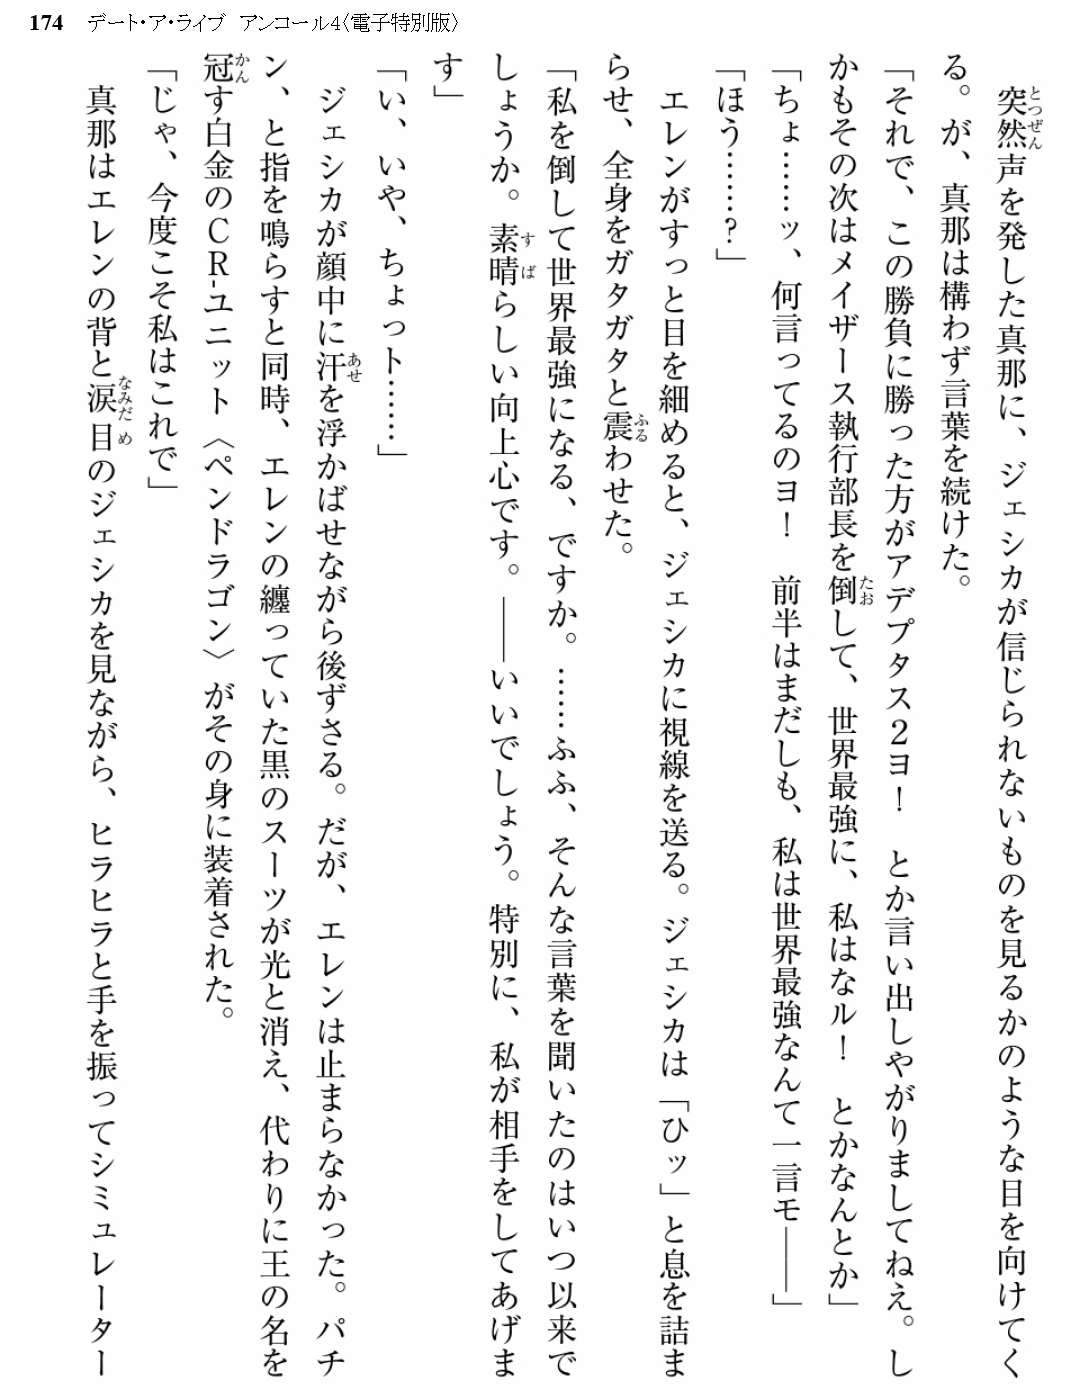 174 デート・ア・ライブ アンコール4〈電子特別版〉
　突然声を発した真那に、ジェシカが信じられないものを見るかのような目を向けてく
る。が、真那は構わず言葉を続けた。
「それで、この勝負に勝った方がアデプタス２ヨ！　とか言い出しやがりましてねえ。し
かもその次はメイザース執行部長を倒して、世界最強に、私はなル！　とかなんとか」
「ちょ……ッ、何言ってるのヨ！　前半はまだしも、私は世界最強なんて一言モ――」
「ほう……？」
　エレンがすっと目を細めると、ジェシカに視線を送る。ジェシカは「ひッ」と息を詰ま
らせ、全身をガタガタと震わせた。
「私を倒して世界最強になる、ですか。……ふふ、そんな言葉を聞いたのはいつ以来で
しょうか。素晴らしい向上心です。――いいでしょう。特別に、私が相手をしてあげま
す」
「い、いや、ちょっト……」
　ジェシカが顔中に汗を浮かばせながら後ずさる。だが、エレンは止まらなかった。パチ
ン、と指を鳴らすと同時、エレンの纏っていた黒のスーツが光と消え、代わりに王の名を
冠す白金のＣＲ-ユニット〈ペンドラゴン〉がその身に装着された。
「じゃ、今度こそ私はこれで」
　真那はエレンの背と涙目のジェシカを見ながら、ヒラヒラと手を振ってシミュレーター